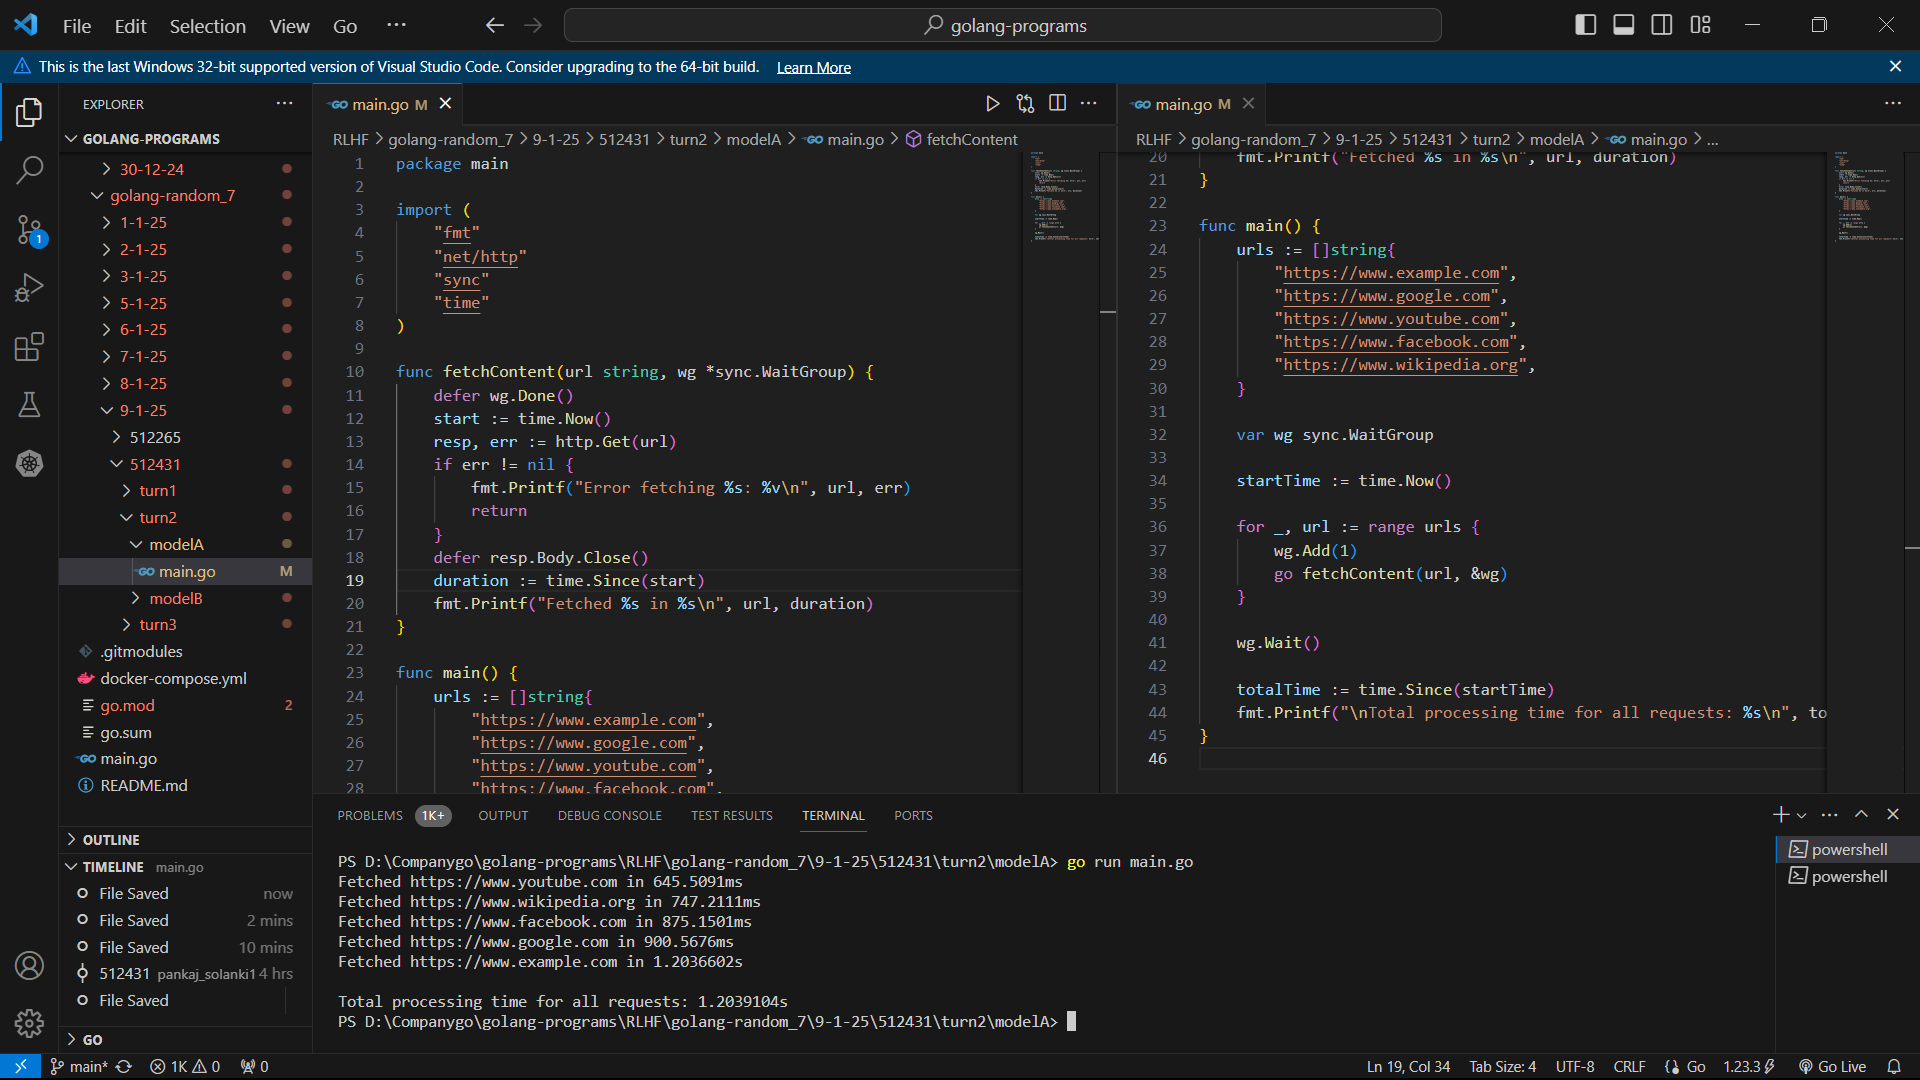 File Edit Selection View Go ··· golang-programs
This is the last Windows 32-bit supported version of Visual Studio Code. Consider upgrading to the 64-bit build. Learn More
EXPLORER
GOLANG-PROGRAMS
30-12-24
golang-random_7
1-1-25
2-1-25
3-1-25
5-1-25
6-1-25
7-1-25
8-1-25
9-1-25
512265
512431
turn1
turn2
modelA
main.go M
modelB
turn3
.gitmodules
docker-compose.yml
go.mod 2
go.sum
main.go
README.md
OUTLINE
TIMELINE main.go
File Saved now
File Saved 2 mins
File Saved 10 mins
512431 pankaj_solanki1 4 hrs
File Saved
GO
1
main.go M
RLHF > golang-random_7 > 9-1-25 > 512431 > turn2 > modelA > main.go > fetchContent
1 package main
2
3 import (
4 "fmt"
5 "net/http"
6 "sync"
7 "time"
8 )
9
10 func fetchContent(url string, wg *sync.WaitGroup) {
11 defer wg.Done()
12 start := time.Now()
13 resp, err := http.Get(url)
14 if err != nil {
15 fmt.Printf("Error fetching %s: %v\n", url, err)
16 return
17 }
18 defer resp.Body.Close()
19 duration := time.Since(start)
20 fmt.Printf("Fetched %s in %s\n", url, duration)
21 }
22
23 func main() {
24 urls := []string{
25 "https://www.example.com",
26 "https://www.google.com",
27 "https://www.youtube.com",
28 "https://www.facebook.com",
main.go M
RLHF > golang-random_7 > 9-1-25 > 512431 > turn2 > modelA > main.go > ...
20 fmt.Printf("Fetched %s in %s\n", url, duration)
21 }
22
23 func main() {
24 urls := []string{
25 "https://www.example.com",
26 "https://www.google.com",
27 "https://www.youtube.com",
28 "https://www.facebook.com",
29 "https://www.wikipedia.org",
30 }
31
32 var wg sync.WaitGroup
33
34 startTime := time.Now()
35
36 for _, url := range urls {
37 wg.Add(1)
38 go fetchContent(url, &wg)
39 }
40
41 wg.Wait()
42
43 totalTime := time.Since(startTime)
44 fmt.Printf("\nTotal processing time for all requests: %s\n", to
45 }
46
PROBLEMS 1K+ OUTPUT DEBUG CONSOLE TEST RESULTS TERMINAL PORTS
PS D:\Companygo\golang-programs\RLHF\golang-random_7\9-1-25\512431\turn2\modelA> go run main.go
Fetched https://www.youtube.com in 645.5091ms
Fetched https://www.wikipedia.org in 747.2111ms
Fetched https://www.facebook.com in 875.1501ms
Fetched https://www.google.com in 900.5676ms
Fetched https://www.example.com in 1.2036602s
Total processing time for all requests: 1.2039104s
PS D:\Companygo\golang-programs\RLHF\golang-random_7\9-1-25\512431\turn2\modelA>
powershell
powershell
main* 1K 0 0 Ln 19, Col 34 Tab Size: 4 UTF-8 CRLF Go 1.23.3 Go Live